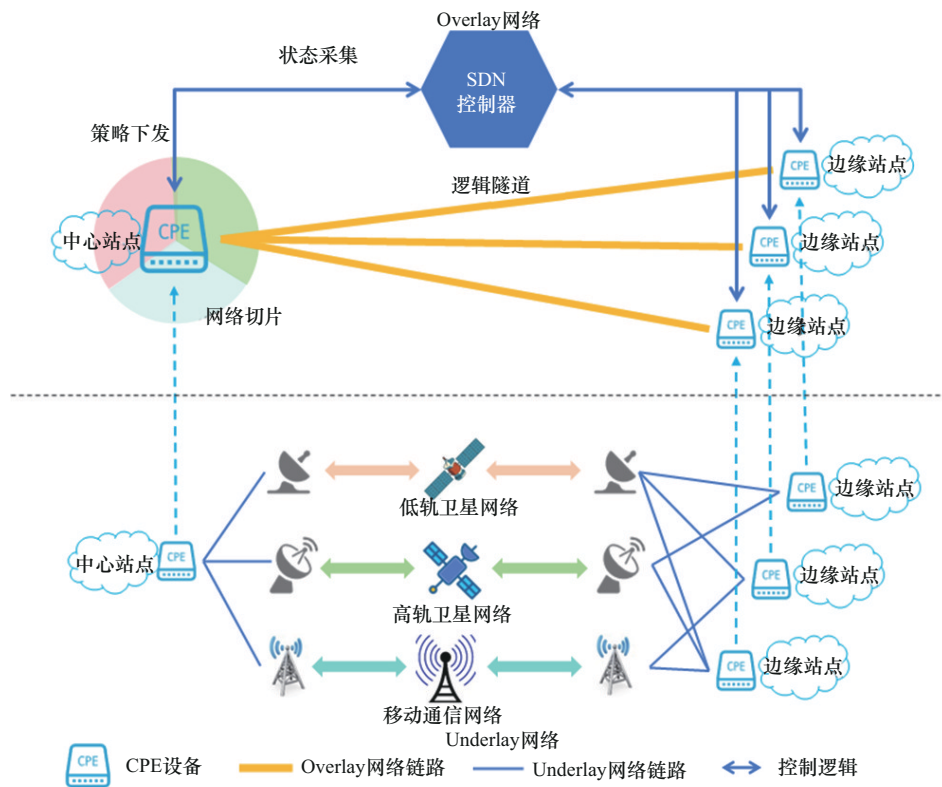 Overlay网络
状态采集
SDN
控制器
策略下发
CPE
边缘站点
逻辑隧道
中心站点
CPE
CPE
边缘站点
网络切片
CPE
边缘站点
低轨卫星网络
CPE
边缘站点
中心站点
CPE
CPE
边缘站点
高轨卫星网络
CPE
边缘站点
移动通信网络
Underlay网络
CPE
CPE设备
Overlay网络链路
Underlay网络链路
控制逻辑